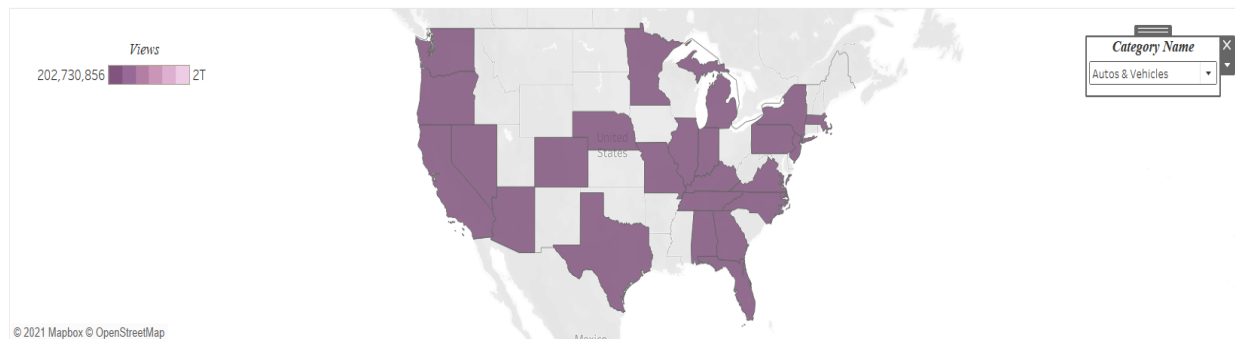 Views
202,730,856
2T
Category Name
Autos & Vehicles
United
States
Mexico
© 2021 Mapbox © OpenStreetMap